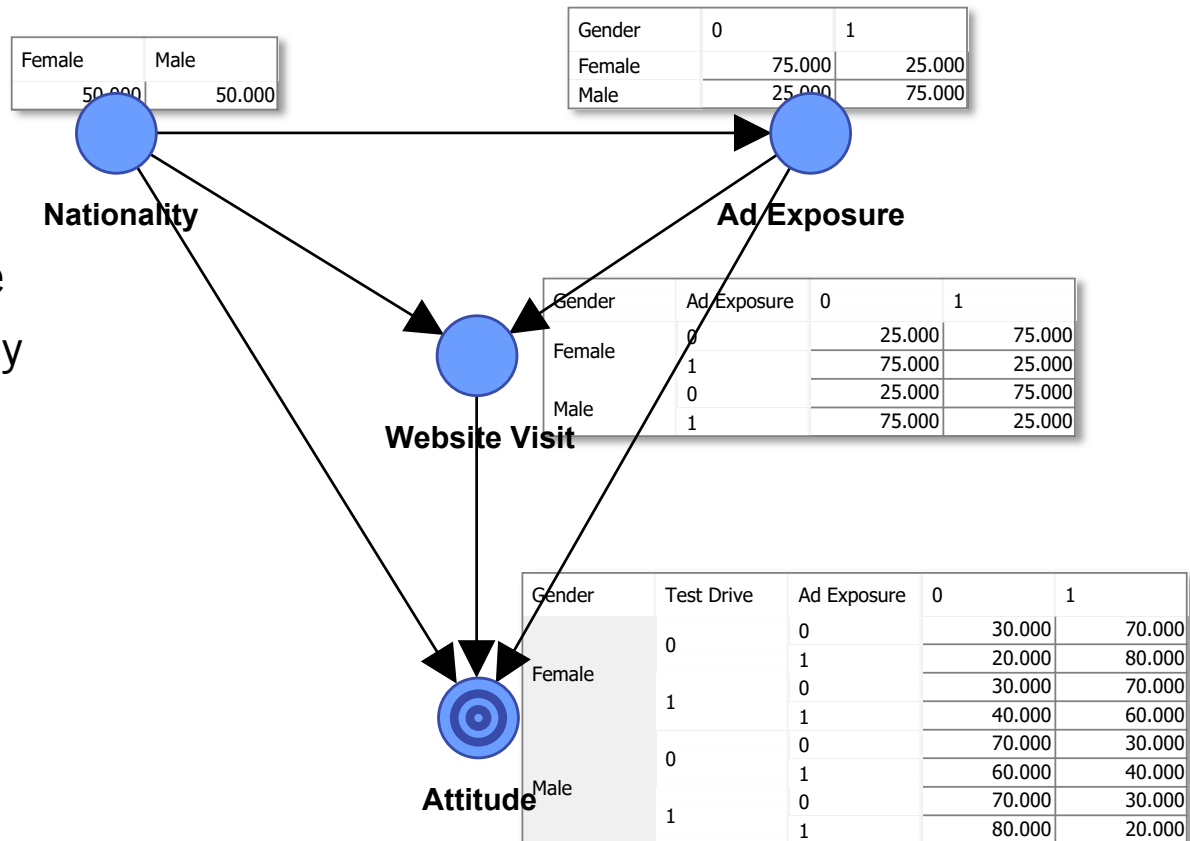 Gender 0 1
Female Male
Female 75.000 25.000
50.000 50.000
Male 25.000 75.000
Nationality
Ad Exposure
e
y
Gender Ad Exposure 0 1
Female 0 25.000 75.000
1 75.000 25.000
Male 0 25.000 75.000
1 75.000 25.000
Website Visit
Gender Test Drive Ad Exposure 0 1
Female 0 0 30.000 70.000
1 20.000 80.000
1 0 30.000 70.000
1 40.000 60.000
Male 0 0 70.000 30.000
1 60.000 40.000
1 0 70.000 30.000
1 80.000 20.000
Attitude